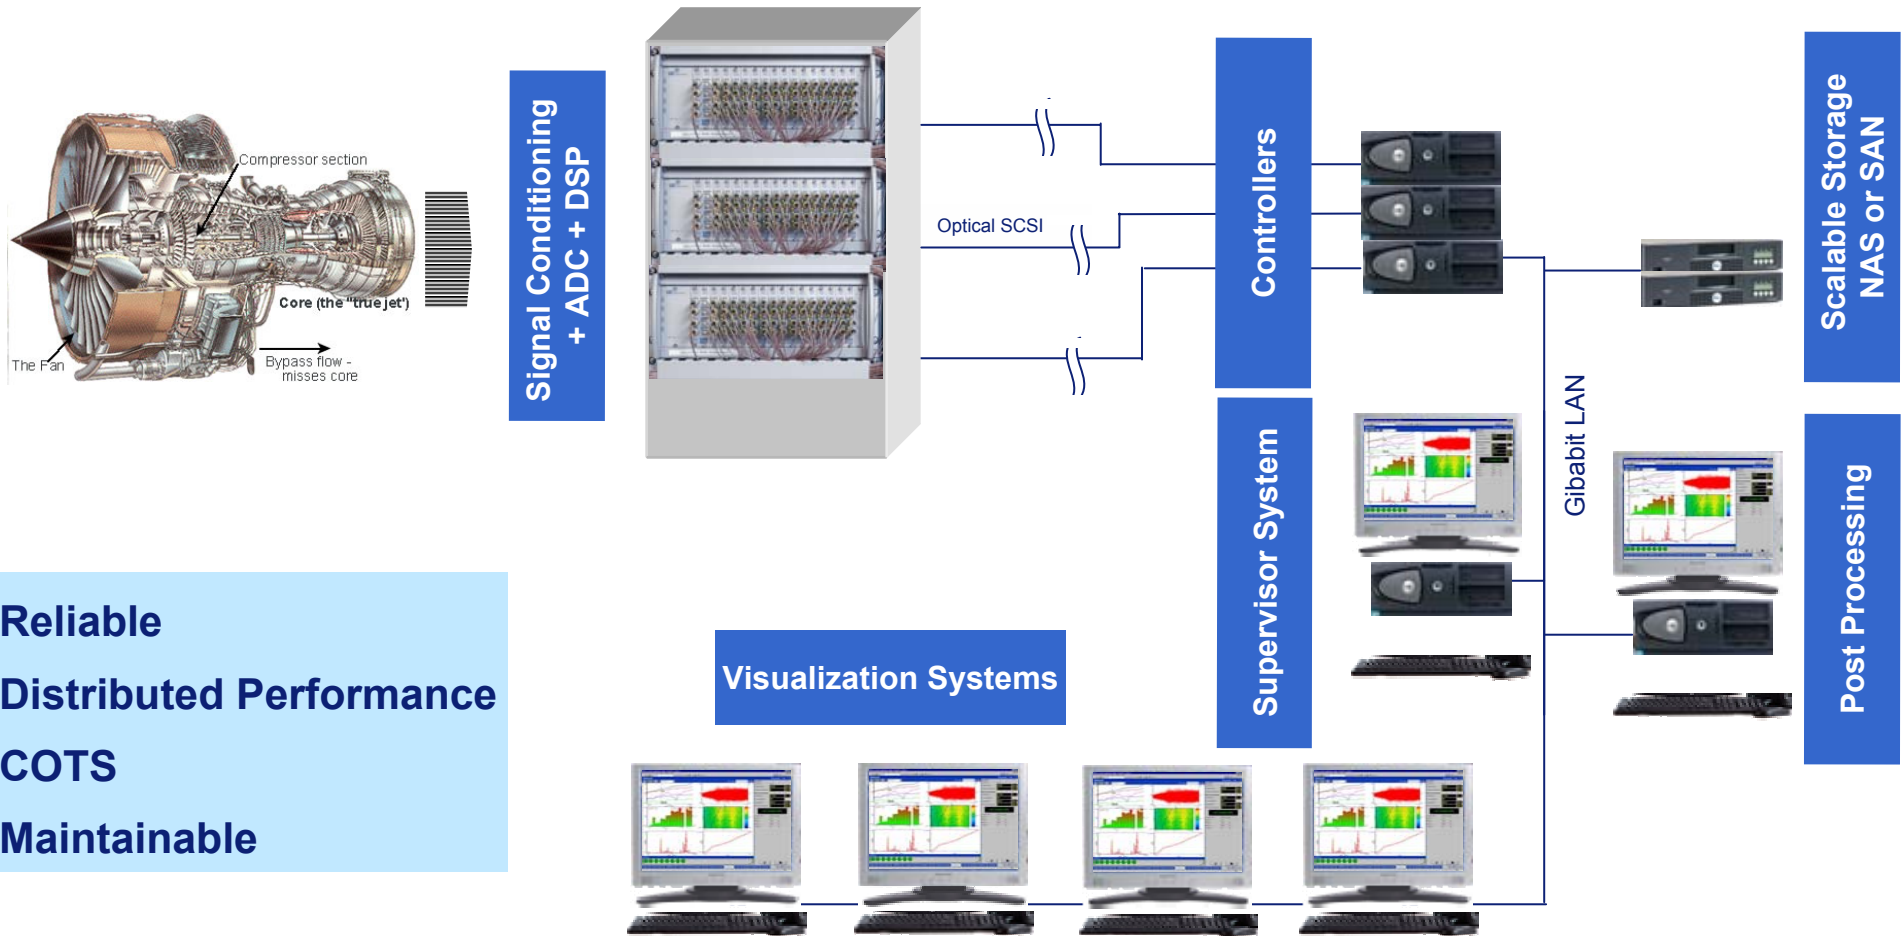 Compressor section
Core (the "true jet')
The Fan
Bypass flow -
misses core
Signal Conditioning
+ ADC + DSP
Optical SCSI
Controllers
Scalable Storage
NAS or SAN
Gibabit LAN
Supervisor System
Post Processing
Visualization Systems
Reliable
Distributed Performance
COTS
Maintainable